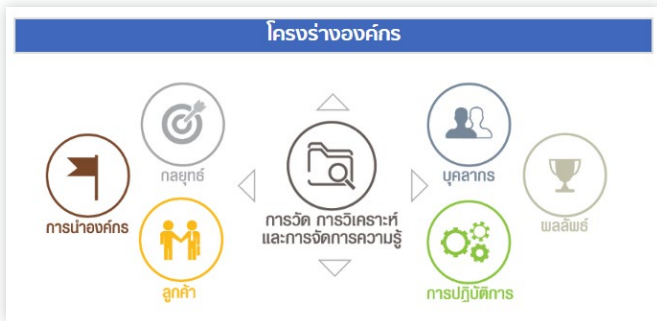 โครงร่างองค์กร
กลยุทธ์
บุคลากร
การนำองค์กร
การวัด การวิเคราะห์
และการจัดการความรู้
ผลลัพธ์
ลูกค้า
การปฏิบัติการ